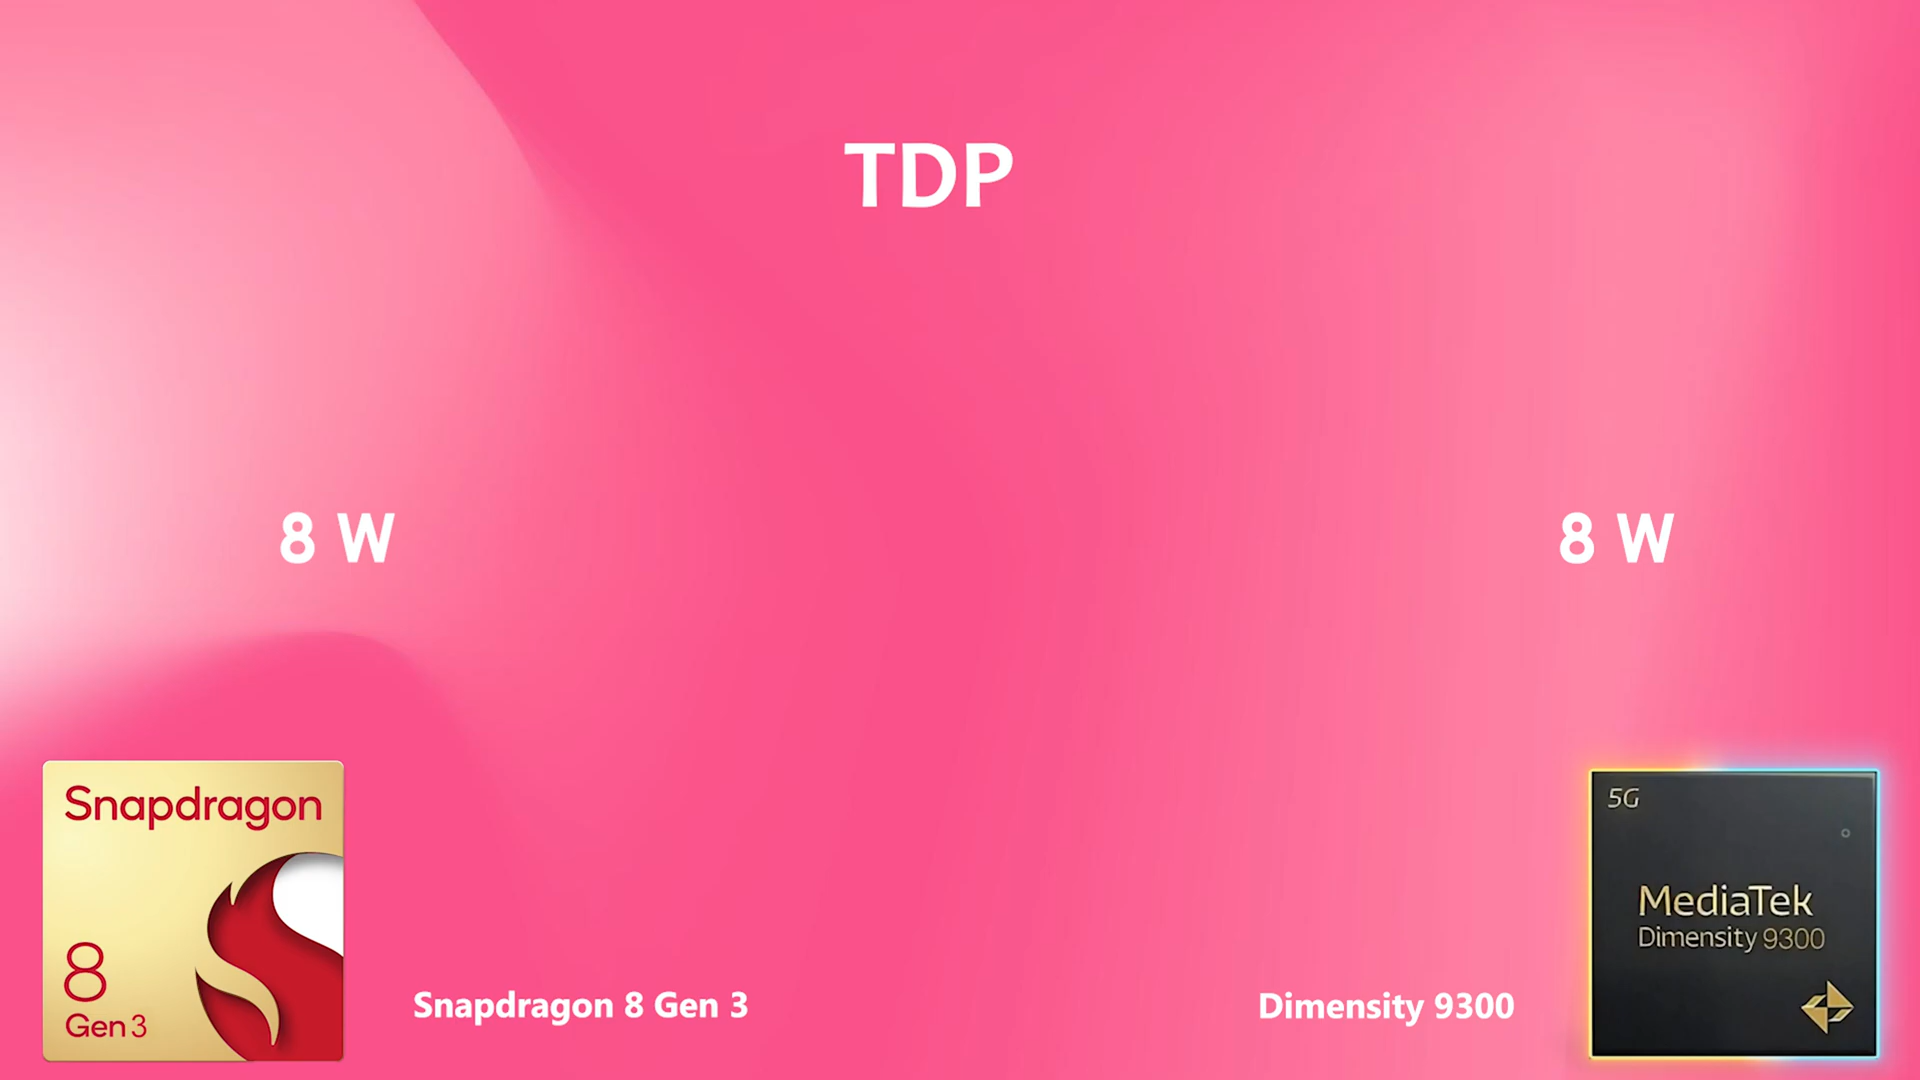 TDP
8 W
8 W
Snapdragon
8
Gen 3
Snapdragon 8 Gen 3
Dimensity 9300
5G
MediaTek
Dimensity 9300